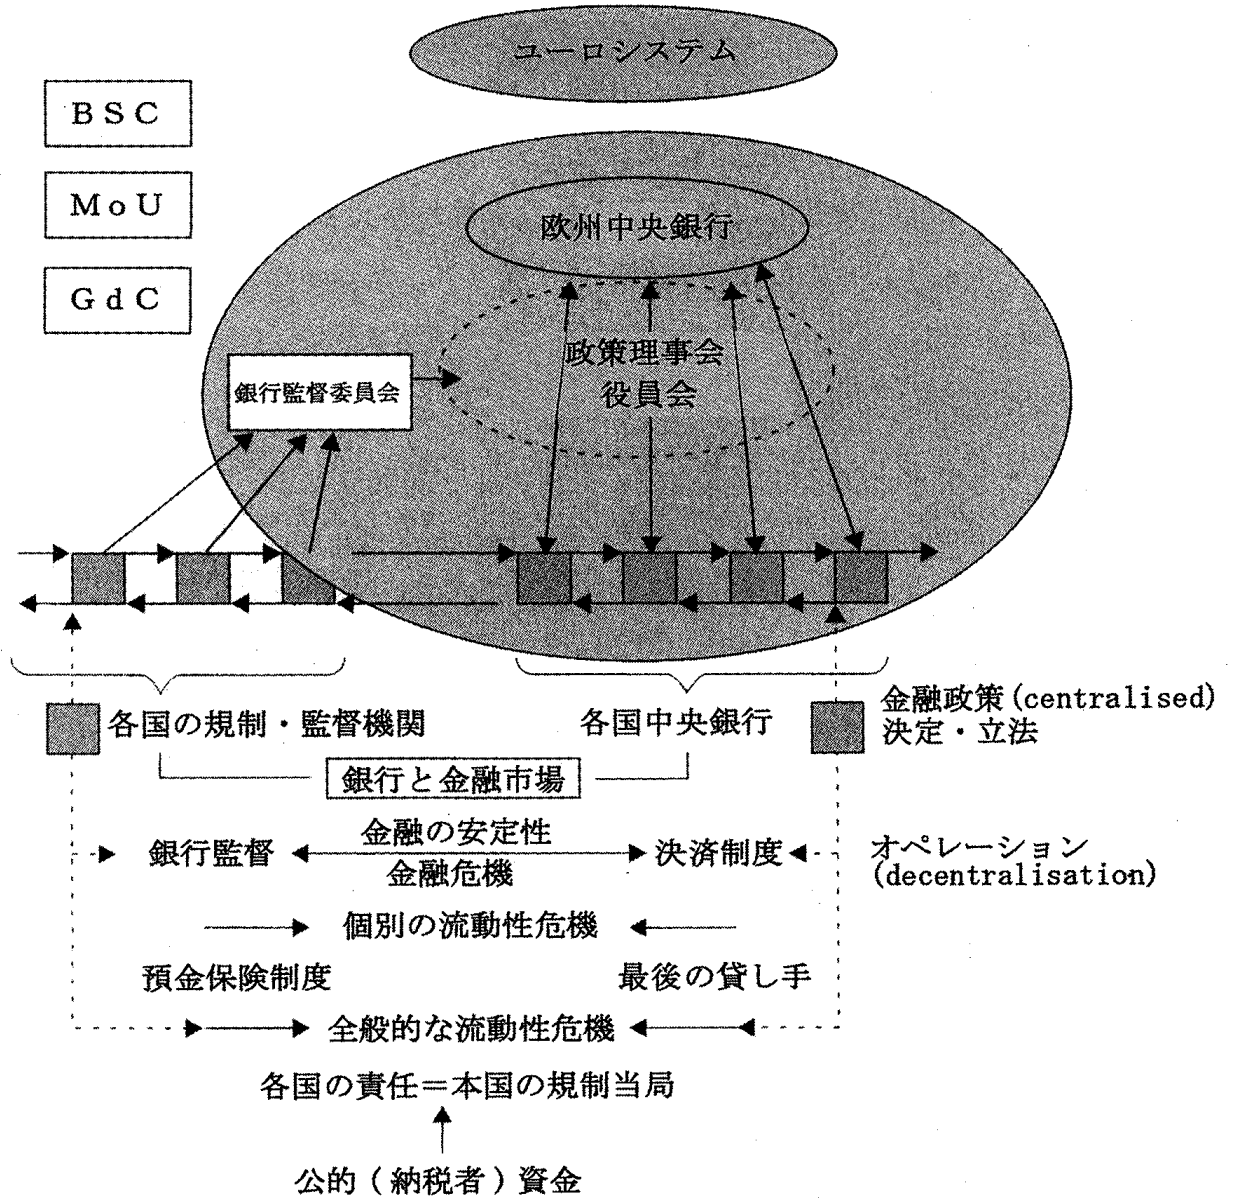 ユーロシステム
BSC
MoU
GdC
欧州中央銀行
政策理事会
役員会
銀行監督委員会
各国の規制・監督機関
各国中央銀行
金融政策(centralised)
決定・立法
銀行と金融市場
金融の安定性
銀行監督
決済制度
金融危機
オペレーション
(decentralisation)
個別の流動性危機
預金保険制度
最後の貸し手
全般的な流動性危機
各国の責任＝本国の規制当局
公的(納税者)資金